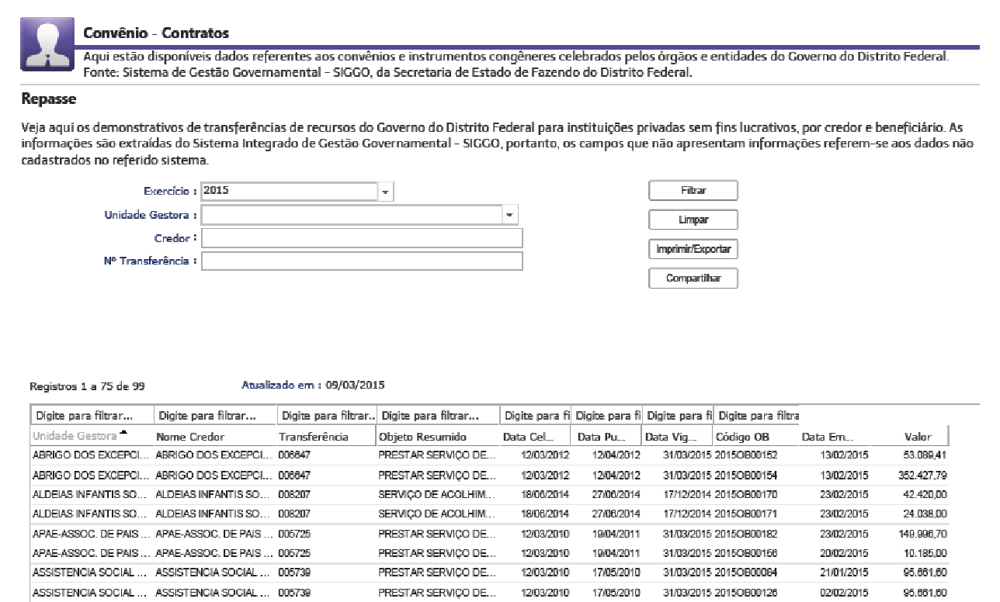 Convênio - Contratos
Aqui estão disponíveis dados referentes aos convênios e instrumentos congêneres celebrados pelos órgãos e entidades do Governo do Distrito Federal.
Fonte: Sistema de Gestão Governamental - SIGGO, da Secretaria de Estado de Fazendo do Distrito Federal.
Repasse
Veja aqui os demonstrativos de transferências de recursos do Governo do Distrito Federal para instituições privadas sem fins lucrativos, por credor e beneficiário. As
informações são extraídas do Sistema Integrado de Gestão Governamental - SIGGO, portanto, os campos que não apresentam informações referem-se aos dados não
cadastrados no referido sistema.
Exercício : 2015 Filtrar
Unidade Gestora : Limpar
Credor : Imprimir/Exportar
Nº Transferência : Compartilhar
Registros 1 a 75 de 99 Atualizado em : 09/03/2015
Digite para filtrar... Digite para filtrar... Digite para filtrar.. Digite para filtrar... Digite para fi Digite para fi Digite para fi Digite para filtra
Unidade Gestora Nome Credor Transferência Objeto Resumido Data Cel... Data Pu... Data Vig... Código OB Data Em... Valor
ABRIGO DOS EXCEPCI... ABRIGO DOS EXCEPCI... 006647 PRESTAR SERVIÇO DE... 12/03/2012 12/04/2012 31/03/2015 2015OB00152 13/02/2015 53.089,41
ABRIGO DOS EXCEPCI... ABRIGO DOS EXCEPCI... 006647 PRESTAR SERVIÇO DE... 12/03/2012 12/04/2012 31/03/2015 2015OB00154 13/02/2015 352.427,79
ALDEIAS INFANTIS SO... ALDEIAS INFANTIS SO... 008207 SERVIÇO DE ACOLHIM... 18/06/2014 27/06/2014 17/12/2014 2015OB00170 23/02/2015 42.420,00
ALDEIAS INFANTIS SO... ALDEIAS INFANTIS SO... 008207 SERVIÇO DE ACOLHIM... 18/06/2014 27/06/2014 17/12/2014 2015OB00171 23/02/2015 24.038,00
APAE-ASSOC. DE PAIS ... APAE-ASSOC. DE PAIS ... 005725 PRESTAR SERVIÇO DE... 12/03/2010 19/04/2011 31/03/2015 2015OB00182 23/02/2015 149.996,70
APAE-ASSOC. DE PAIS ... APAE-ASSOC. DE PAIS ... 005725 PRESTAR SERVIÇO DE... 12/03/2010 19/04/2011 31/03/2015 2015OB00156 20/02/2015 10.185,00
ASSISTENCIA SOCIAL ... ASSISTENCIA SOCIAL ... 005739 PRESTAR SERVIÇO DE... 12/03/2010 17/05/2010 31/03/2015 2015OB00084 21/01/2015 95.661,60
ASSISTENCIA SOCIAL ... ASSISTENCIA SOCIAL ... 005739 PRESTAR SERVIÇO DE... 12/03/2010 17/05/2010 31/03/2015 2015OB00126 02/02/2015 95.661,60